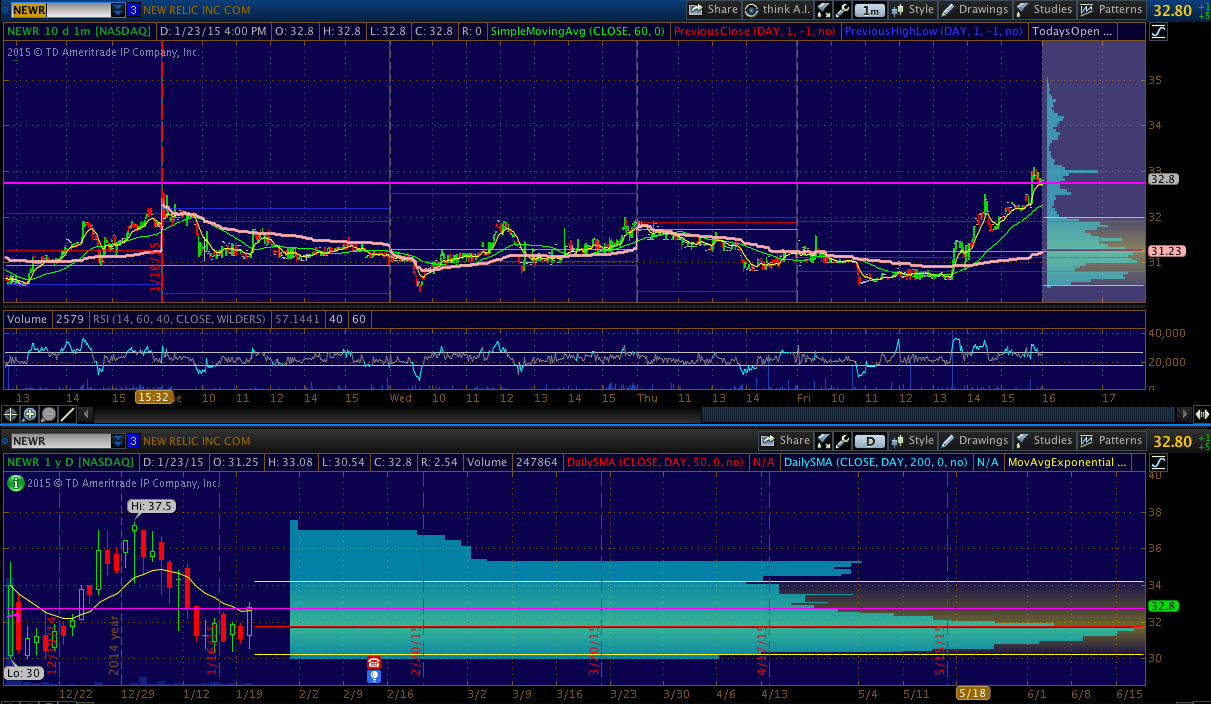 NEWR 3 NEW RELIC INC COM Share think A.I. 1m Style Drawings Studies Patterns 32.80
NEWR 10 d 1m [NASDAQ] D: 1/23/15 4:00 PM O: 32.8 H: 32.8 L: 32.8 C: 32.8 R: 0 SimpleMovingAvg (CLOSE, 60, 0) PreviousClose (DAY, 1, -1, no) PreviousHighLow (DAY, 1, -1, no) TodaysOpen ...
2015 © TD Ameritrade IP Company, Inc.
35
34
33
32.8
32
31.23
31
1/16/15
Volume 2579 RSI (14, 60, 40, CLOSE, WILDERS) 57.1441 40 60
40,000
20,000
0
13 14 15 15:32 10 11 12 13 14 15 Wed 10 11 12 13 14 15 Thu 11 12 13 14 Fri 10 11 12 13 14 15 16 17
NEWR 3 NEW RELIC INC COM Share D Style Drawings Studies Patterns 32.80
NEWR 1 y D [NASDAQ] D: 1/23/15 O: 31.25 H: 33.08 L: 30.54 C: 32.8 R: 2.54 Volume 247864 DailySMA (CLOSE, DAY, 50, 0, no) N/A DailySMA (CLOSE, DAY, 200, 0, no) N/A MovAvgExponential ...
2015 © TD Ameritrade IP Company, Inc.
40
Hi: 37.5
38
36
34
32.8
32
30
2014 year
1/16/15
2/20/15
3/20/15
4/17/15
5/15/15
Lo: 30
12/22 12/29 1/12 1/19 2/2 2/9 2/16 3/2 3/9 3/16 3/23 3/30 4/6 4/13 5/4 5/11 5/18 6/1 6/8 6/15